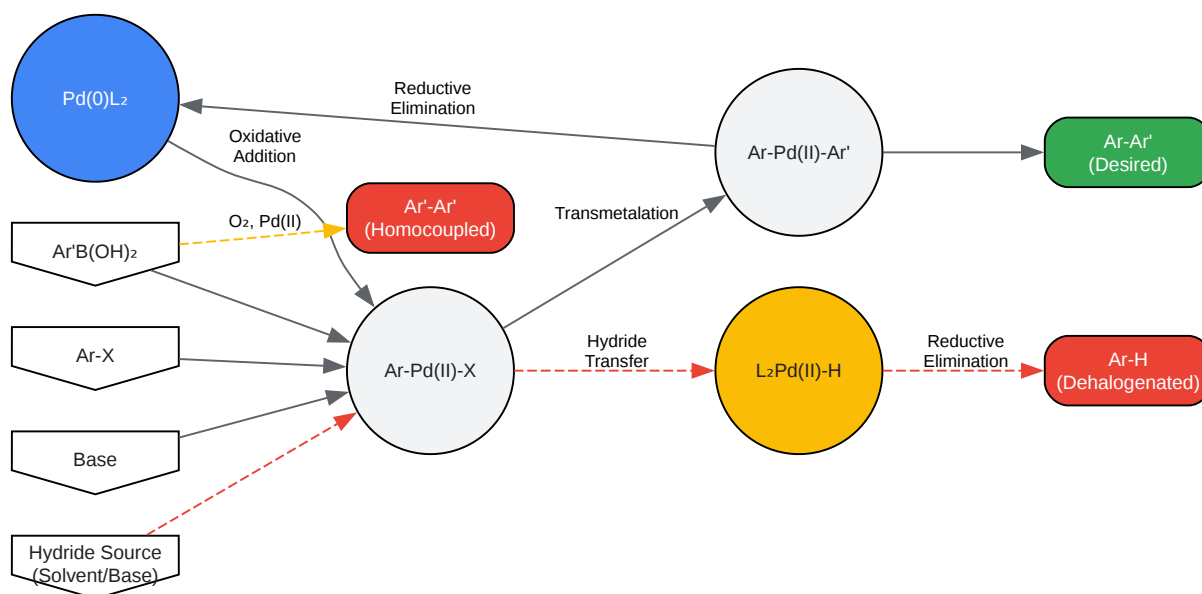 Pd(0)L₂
Reductive
Elimination
Oxidative
Addition
Ar-Pd(II)-Ar'
Ar-Ar'
(Desired)
Ar'-Ar'
(Homocoupled)
O₂, Pd(II)
Transmetalation
Ar'B(OH)₂
Ar-X
Ar-Pd(II)-X
Hydride
Transfer
L₂Pd(II)-H
Reductive
Elimination
Ar-H
(Dehalogenated)
Base
Hydride Source
(Solvent/Base)